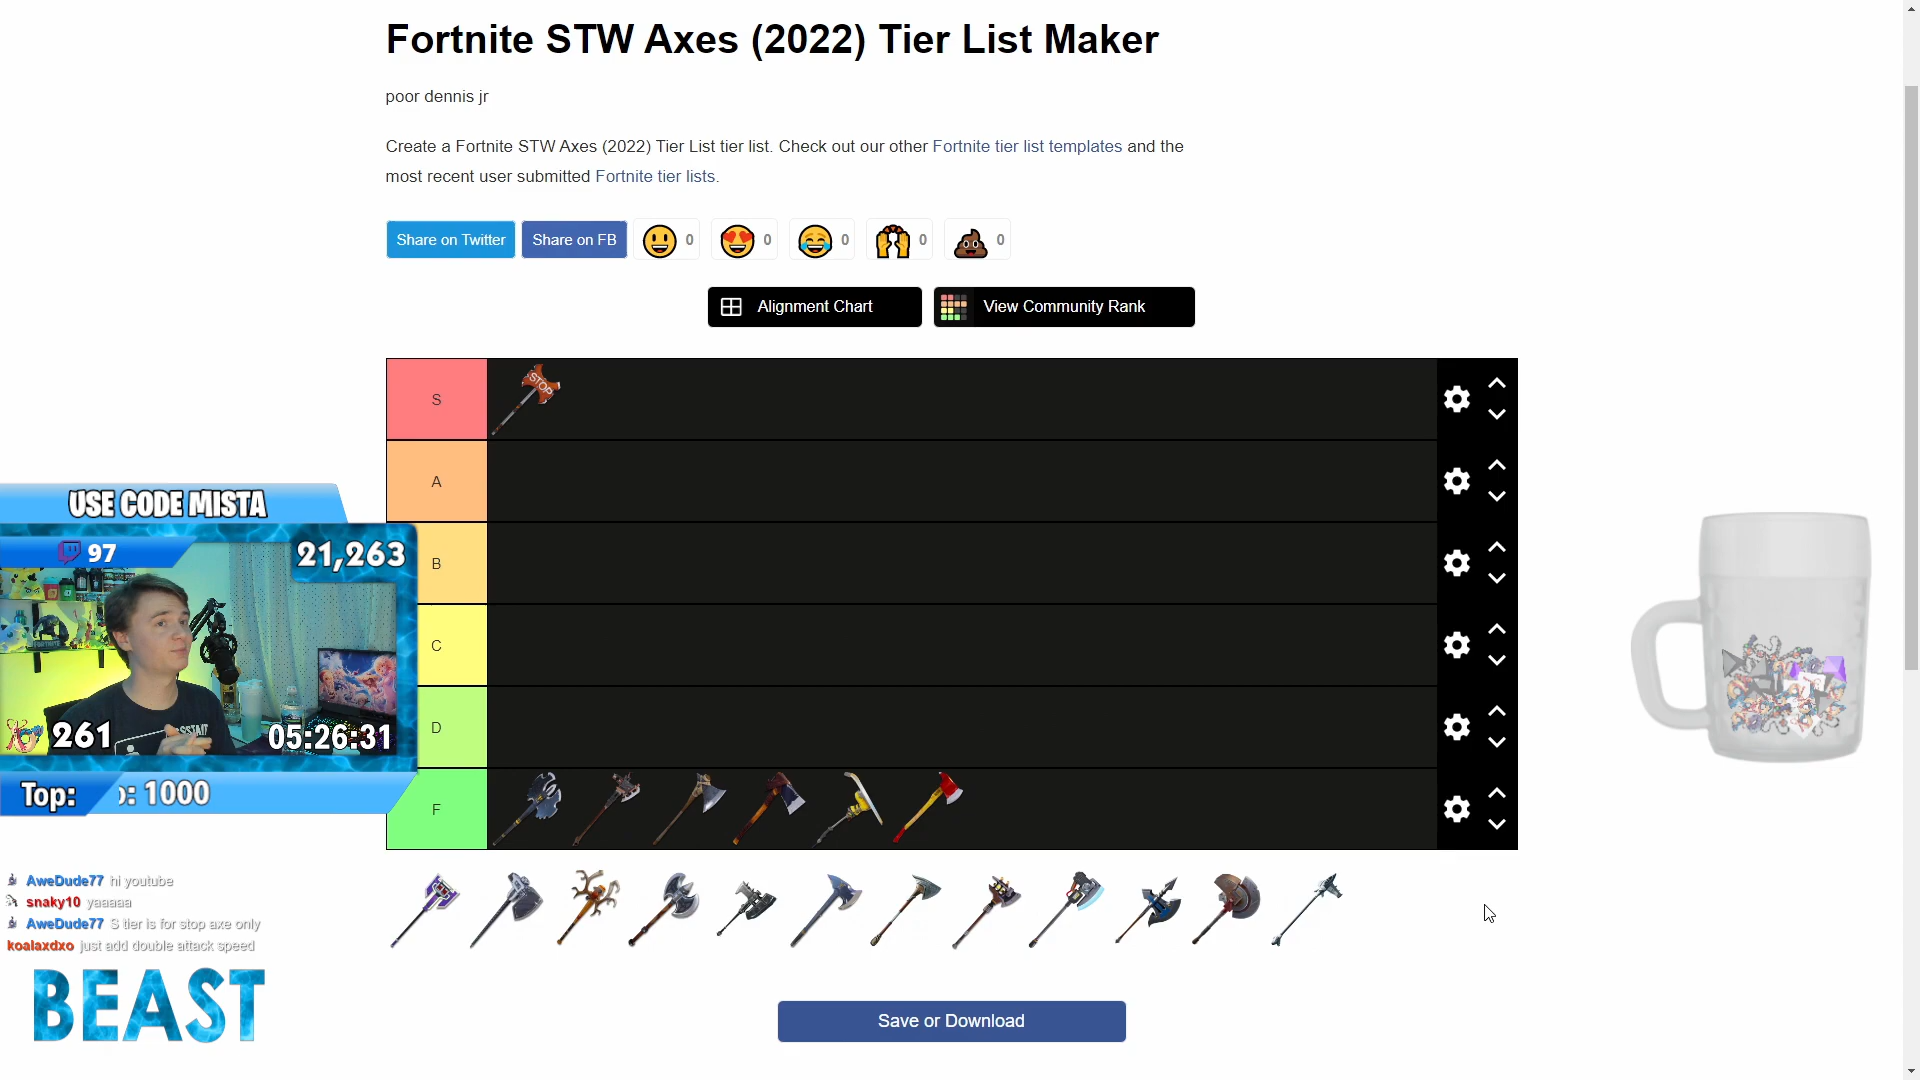 Fortnite STW Axes (2022) Tier List Maker
poor dennis jr
Create a Fortnite STW Axes (2022) Tier List tier list. Check out our other Fortnite tier list templates and the
most recent user submitted Fortnite tier lists.
Share on Twitter
Share on FB
0
0
0
0
0
Alignment Chart
View Community Rank
S
STOP
A
B
C
D
F
USE CODE MISTA
97
21,263
261
05:26:31
Top:
: 1000
AweDude77 hi youtube
snaky10 yaaaaa
AweDude77 S tier is for stop axe only
koalaxdxo just add double attack speed
BEAST
Save or Download